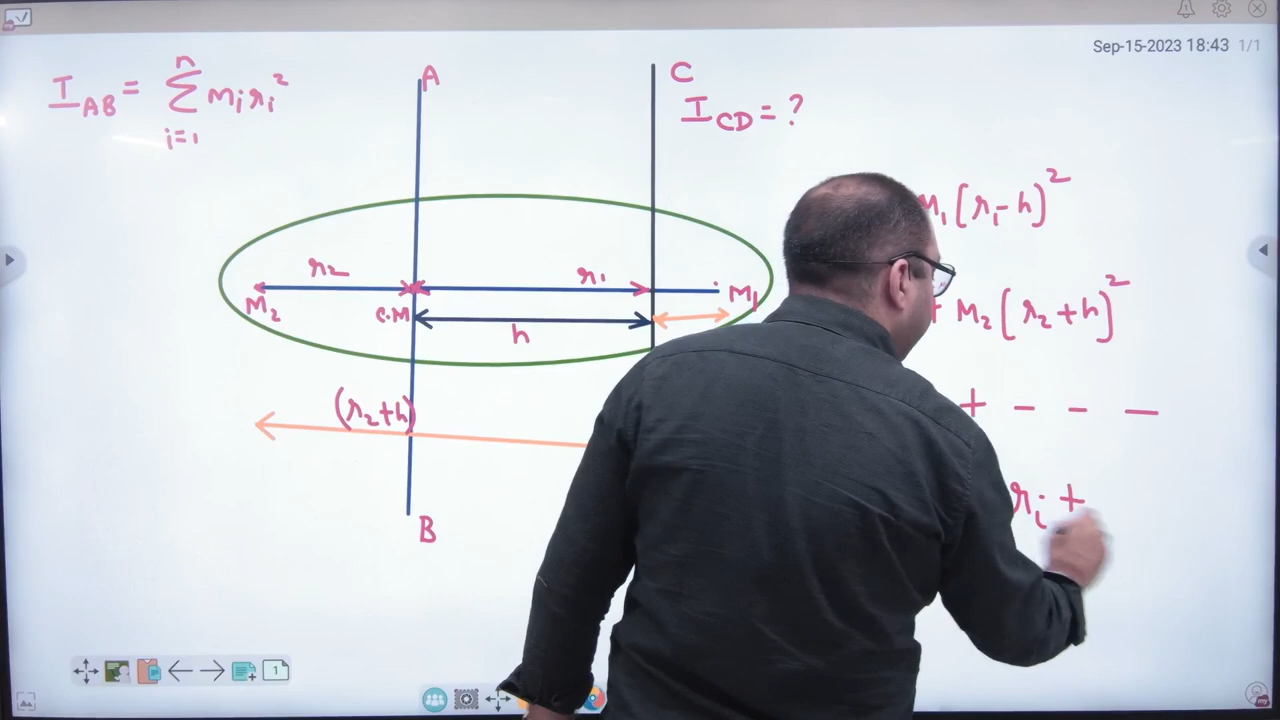 Sep-15-2023 18:43 1/1
I_AB = Σ_{i=1}^{n} m_i r_i²
A
C
I_CD = ?
M₁[r₁-h]²
r₂
r₁
M₂
C.M
M₁
h
+ M₂(r₂+h)²
(r₂+h)
+ - - -
r_i +
B
1